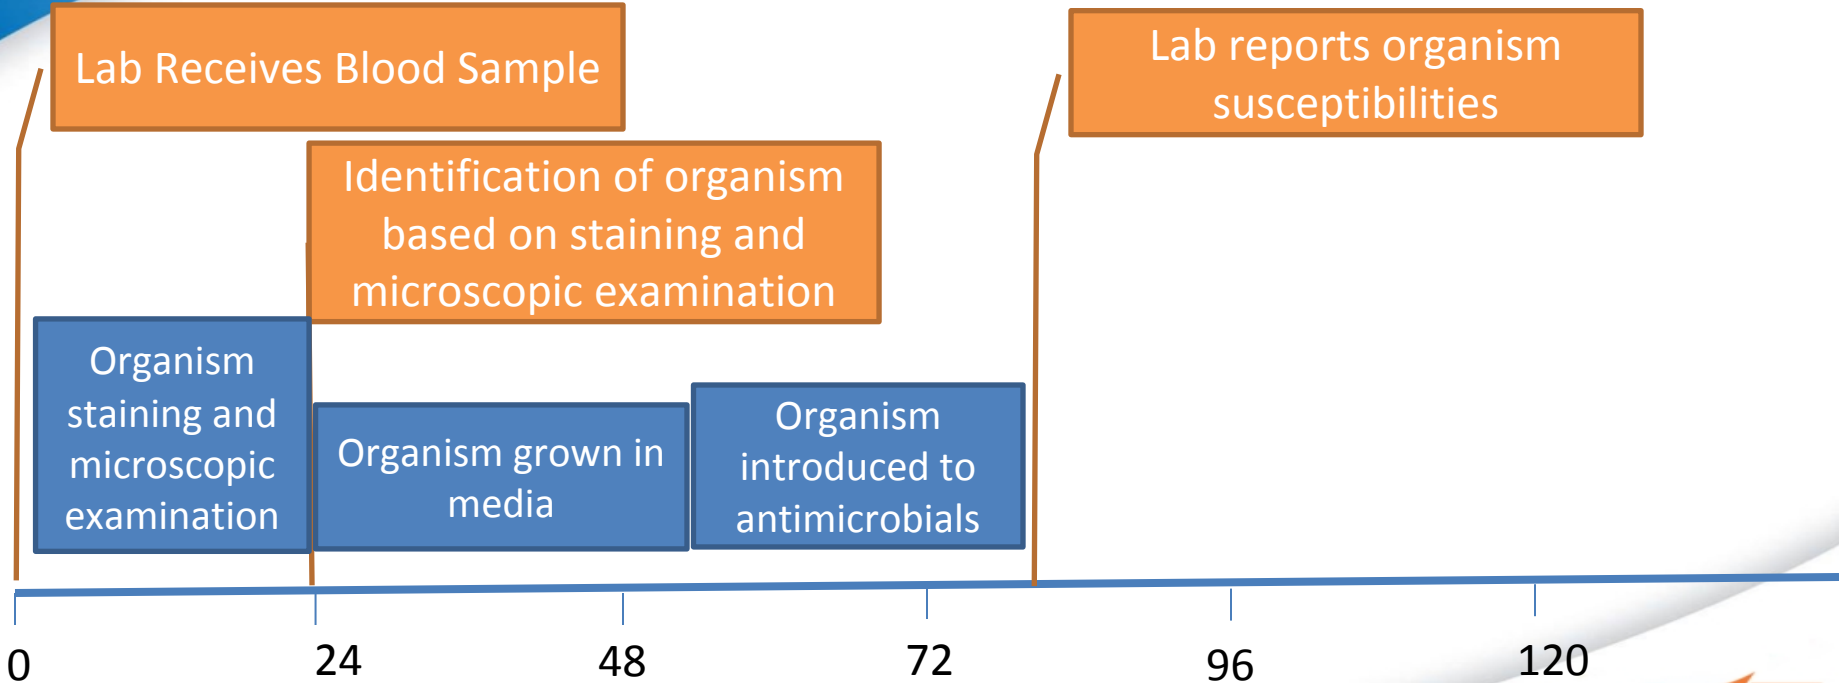 Lab Receives Blood Sample
Lab reports organism
susceptibilities
Identification of organism
based on staining and
microscopic examination
Organism
staining and
microscopic
examination
Organism grown in
media
Organism
introduced to
antimicrobials
0
24
48
72
96
120